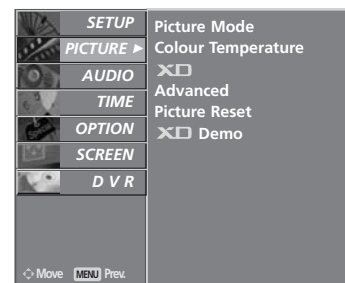 SETUP
PICTURE ►
AUDIO
TIME
OPTION
SCREEN
D V R
Move MENU Prev.
Picture Mode
Colour Temperature
XD
Advanced
Picture Reset
XD Demo